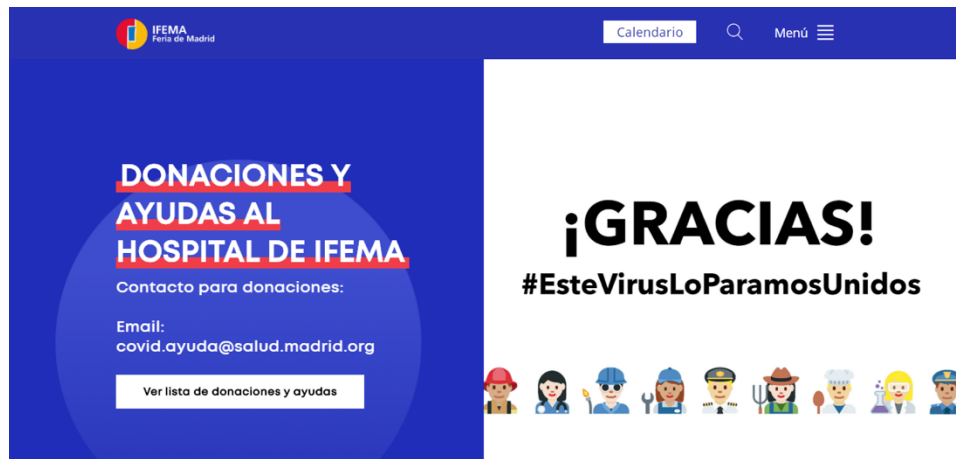 IFEMA
Feria de Madrid
Calendario
Menú
DONACIONES Y
AYUDAS AL
HOSPITAL DE IFEMA
Contacto para donaciones:
Email:
covid.ayuda@salud.madrid.org
Ver lista de donaciones y ayudas
¡GRACIAS!
#EsteVirusLoParamosUnidos